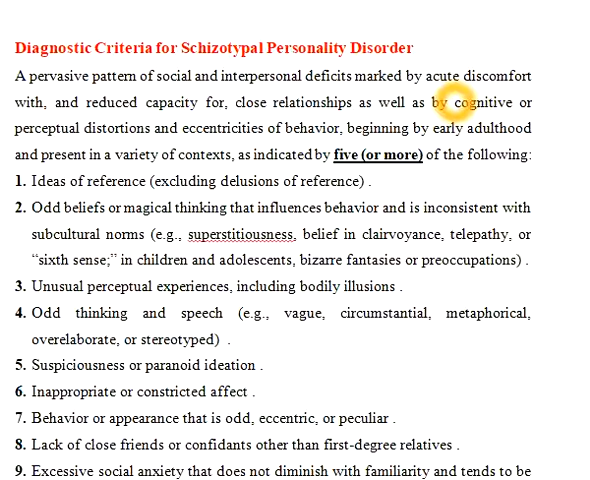 Diagnostic Criteria for Schizotypal Personality Disorder
A pervasive pattern of social and interpersonal deficits marked by acute discomfort
with, and reduced capacity for, close relationships as well as by cognitive or
perceptual distortions and eccentricities of behavior, beginning by early adulthood
and present in a variety of contexts, as indicated by five (or more) of the following:
1. Ideas of reference (excluding delusions of reference) .
2. Odd beliefs or magical thinking that influences behavior and is inconsistent with
subcultural norms (e.g., superstitiousness, belief in clairvoyance, telepathy, or
“sixth sense;” in children and adolescents, bizarre fantasies or preoccupations) .
3. Unusual perceptual experiences, including bodily illusions .
4. Odd thinking and speech (e.g., vague, circumstantial, metaphorical,
overelaborate, or stereotyped) .
5. Suspiciousness or paranoid ideation .
6. Inappropriate or constricted affect .
7. Behavior or appearance that is odd, eccentric, or peculiar .
8. Lack of close friends or confidants other than first-degree relatives .
9. Excessive social anxiety that does not diminish with familiarity and tends to be